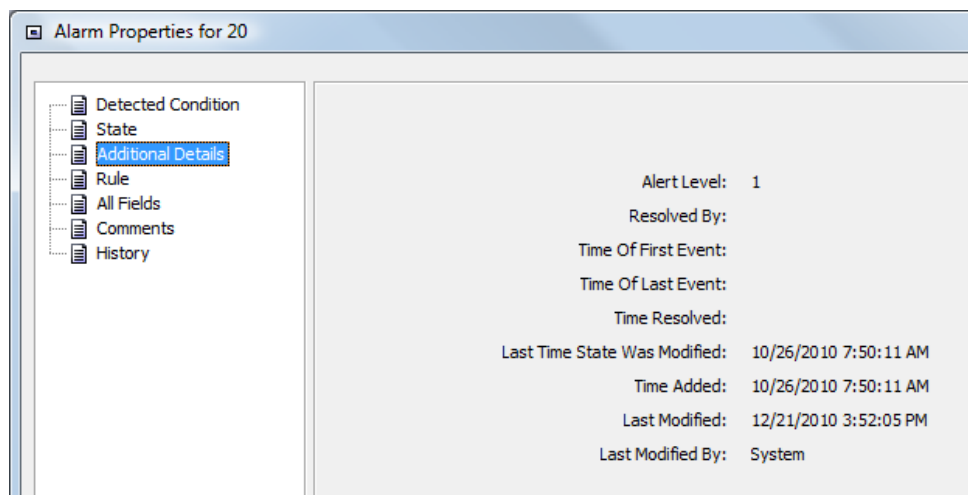 Alarm Properties for 20
Detected Condition
State
Additional Details
Rule
All Fields
Comments
History
Alert Level: 1
Resolved By:
Time Of First Event:
Time Of Last Event:
Time Resolved:
Last Time State Was Modified: 10/26/2010 7:50:11 AM
Time Added: 10/26/2010 7:50:11 AM
Last Modified: 12/21/2010 3:52:05 PM
Last Modified By: System